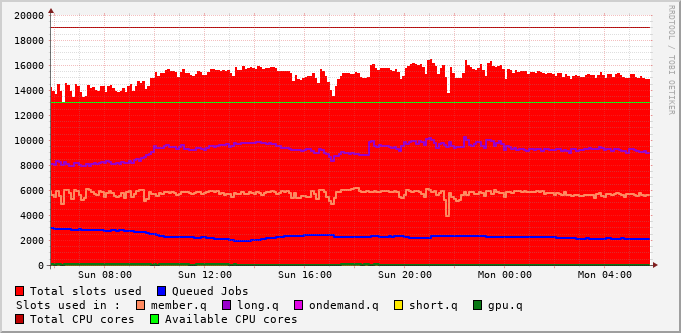 20000
18000
16000
14000
12000
10000
8000
6000
4000
2000
0
Sun 08:00 Sun 12:00 Sun 16:00 Sun 20:00 Mon 00:00 Mon 04:00
Total slots used Queued Jobs
Slots used in : member.q long.q ondemand.q short.q gpu.q
Total CPU cores Available CPU cores
RRDTOOL / TOBI OETIKER